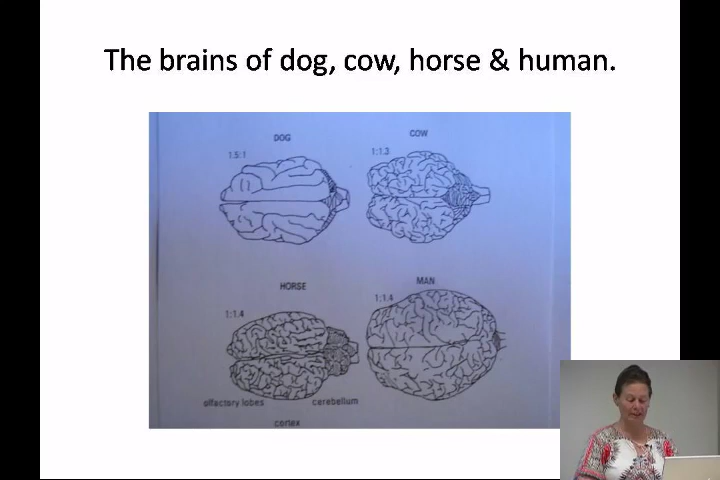 The brains of dog, cow, horse & human.
DOG
COW
1.5:1
1:1.3
HORSE
MAN
1:1.4
1:1.4
olfactory lobes
cerebellum
cortex